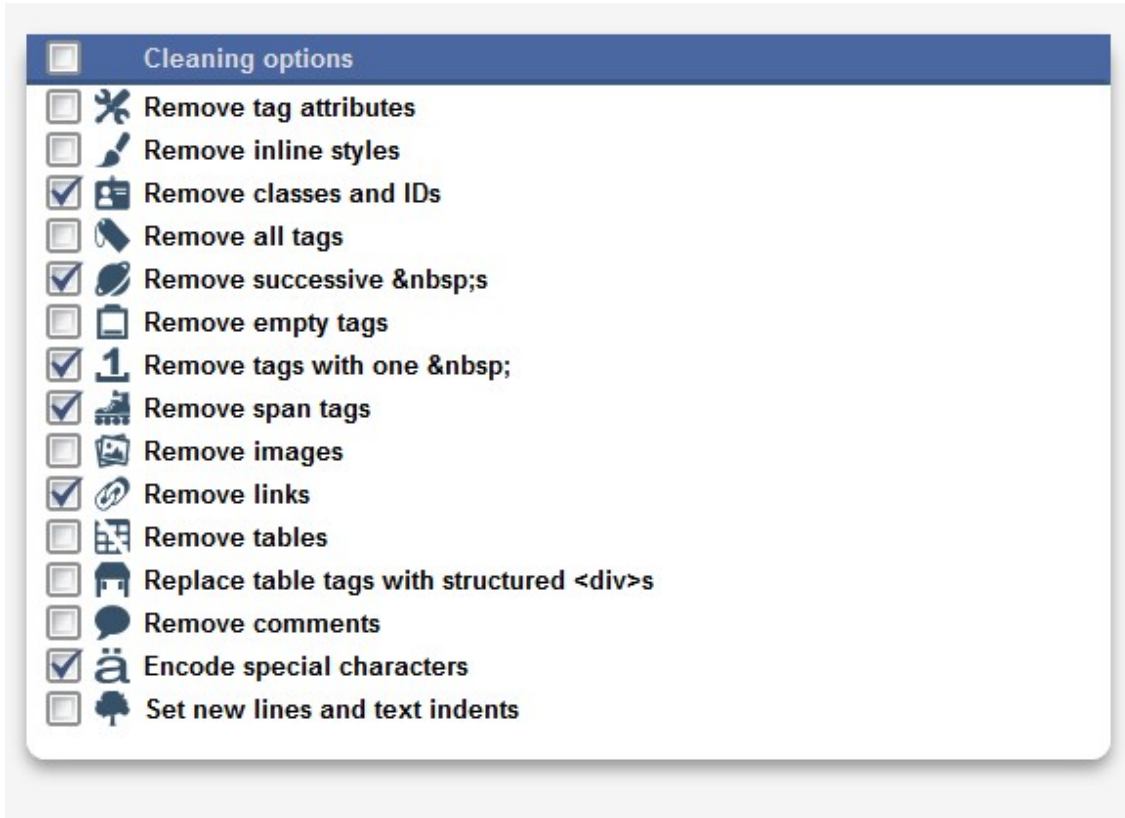 Cleaning options
Remove tag attributes
Remove inline styles
Remove classes and IDs
Remove all tags
Remove successive &nbsp;s
Remove empty tags
1 Remove tags with one &nbsp;
Remove span tags
Remove images
Remove links
Remove tables
Replace table tags with structured <div>s
Remove comments
ä Encode special characters
Set new lines and text indents